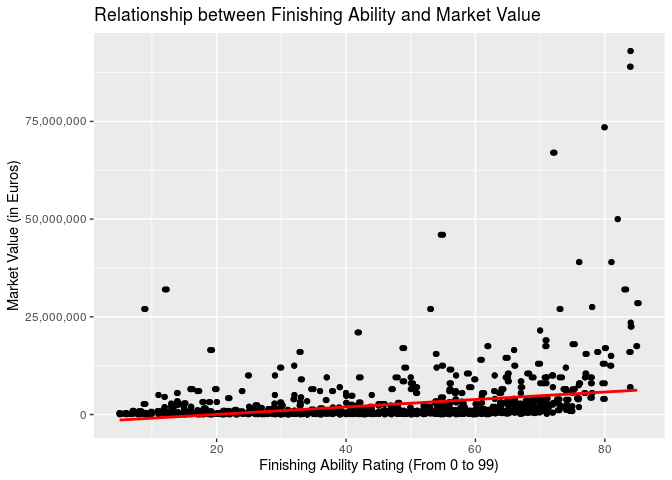 Relationship between Finishing Ability and Market Value
Market Value (in Euros)
75,000,000
50,000,000
25,000,000
0
20 40 60 80
Finishing Ability Rating (From 0 to 99)